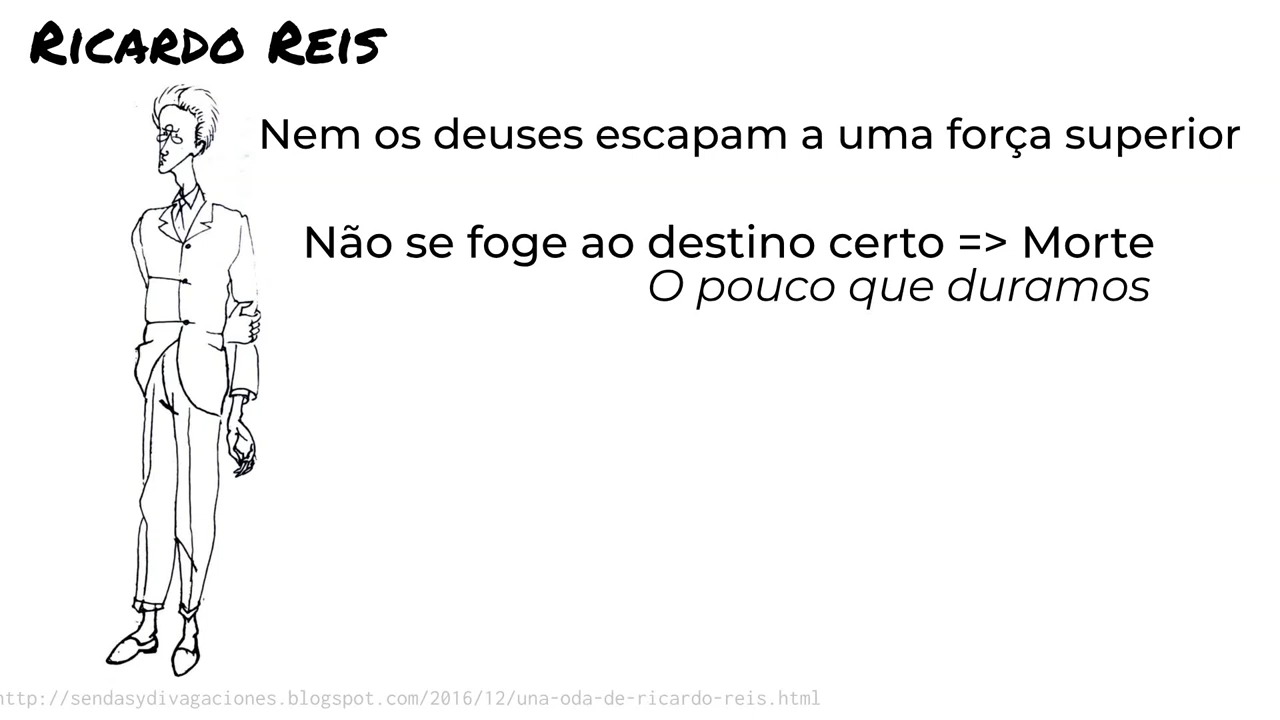 Ricardo Reis
Nem os deuses escapam a uma força superior
Não se foge ao destino certo => Morte
O pouco que duramos
http://sendasydivagaciones.blogspot.com/2016/12/una-oda-de-ricardo-reis.html